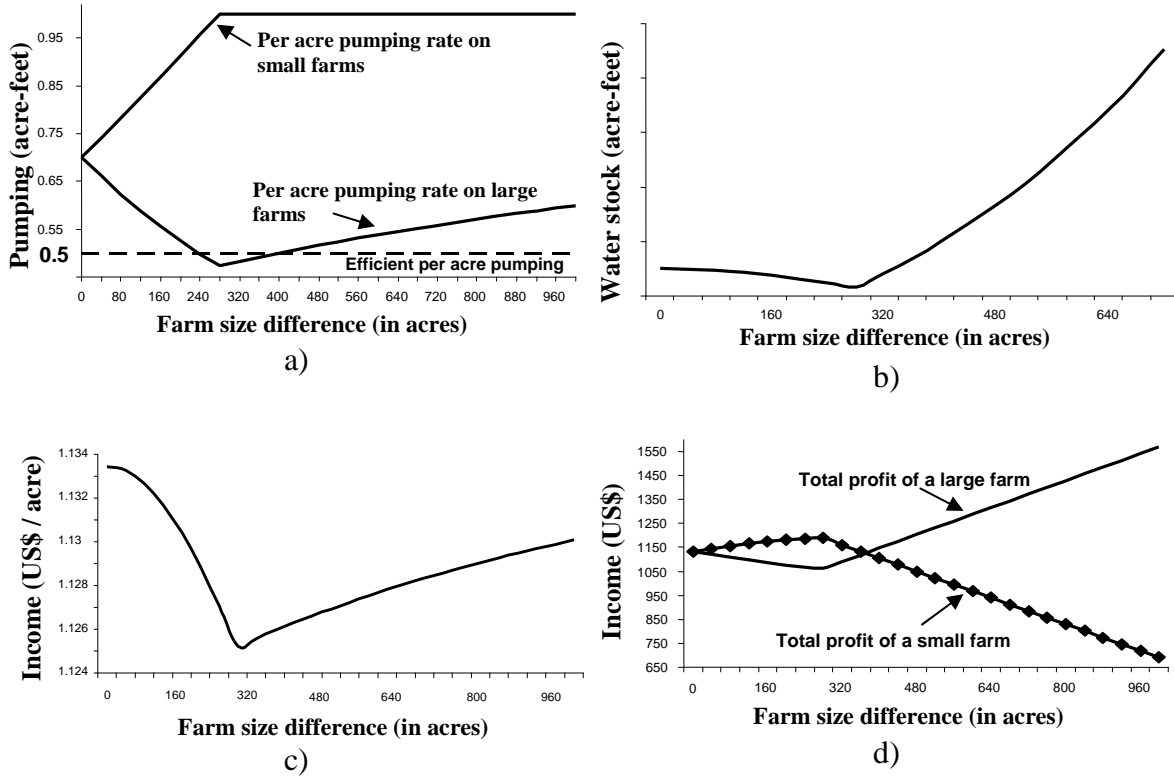 Pumping (acre-feet)
0.95
0.85
0.75
0.65
0.55
0.5
Per acre pumping rate on
small farms
Per acre pumping rate on large
farms
Efficient per acre pumping
0 80 160 240 320 400 480 560 640 720 800 880 960
Farm size difference (in acres)
a)
Water stock (acre-feet)
0 160 320 480 640
Farm size difference (in acres)
b)
Income (US$ / acre)
1.134
1.132
1.13
1.128
1.126
1.124
0 160 320 480 640 800 960
Farm size difference (in acres)
c)
Income (US$)
1550
1450
1350
1250
1150
1050
950
850
750
650
Total profit of a large farm
Total profit of a small farm
0 160 320 480 640 800 960
Farm size difference (in acres)
d)